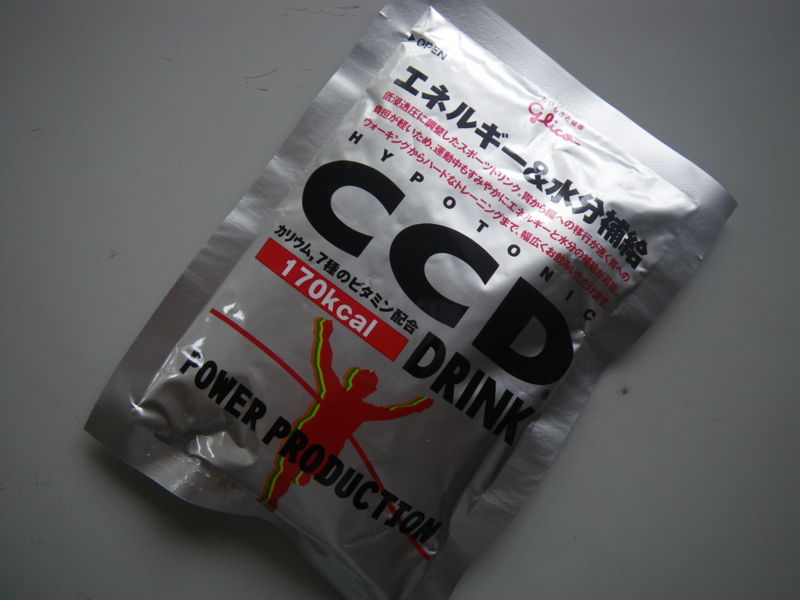 OPEN
glico
エネルギー&水分補給
低浸透圧に調整したスポーツドリンク。胃から腸への移行が速く胃への
負担が軽いため、運動中もすみやかにエネルギーと水分の補給が可能。
ウォーキングからハードなトレーニングまで、幅広くお飲みいただけます。
HYPOTONIC
CCD
DRINK
カリウム,7種のビタミン配合
170kcal
POWER PRODUCTION